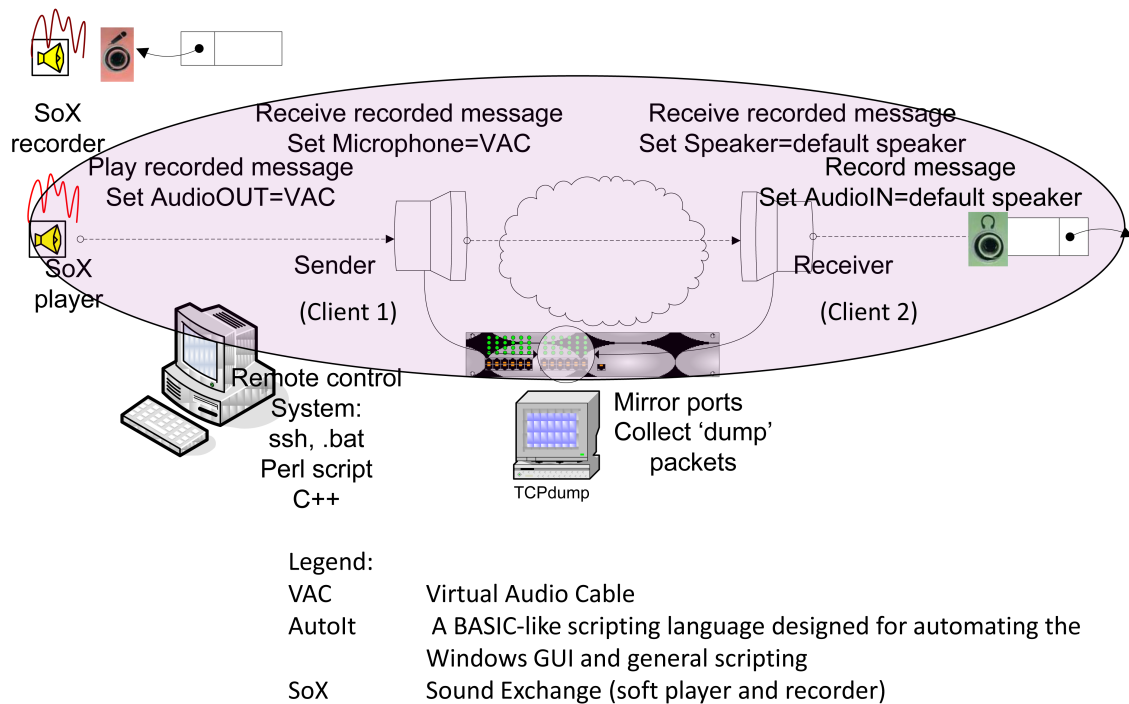 SoX
recorder
Receive recorded message
Set Microphone=VAC
Receive recorded message
Set Speaker=default speaker
Play recorded message
Set AudioOUT=VAC
Record message
Set AudioIN=default speaker
SoX
player
Sender
(Client 1)
Receiver
(Client 2)
Remote control
System:
ssh, .bat
Perl script
C++
Mirror ports
Collect ‘dump’
packets
TCPdump
Legend:
VAC Virtual Audio Cable
AutoIt A BASIC-like scripting language designed for automating the
Windows GUI and general scripting
SoX Sound Exchange (soft player and recorder)